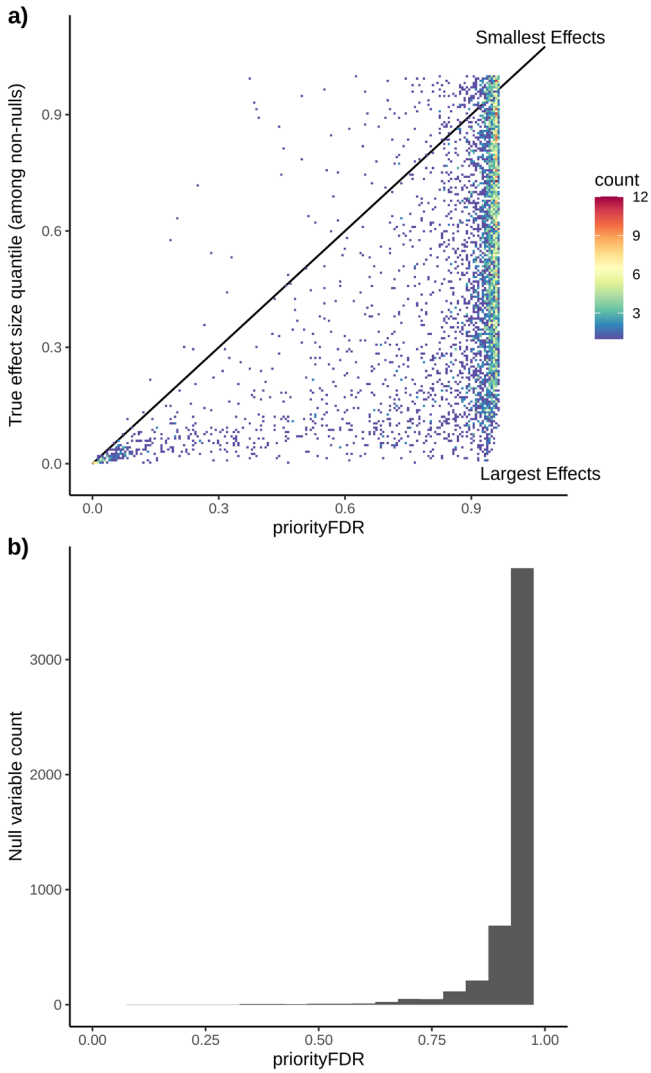 a)
Smallest Effects
True effect size quantile (among non-nulls)
0.9
0.6
0.3
0.0
count
12
9
6
3
Largest Effects
0.0 0.3 0.6 0.9
priorityFDR
b)
Null variable count
3000
2000
1000
0
0.00 0.25 0.50 0.75 1.00
priorityFDR